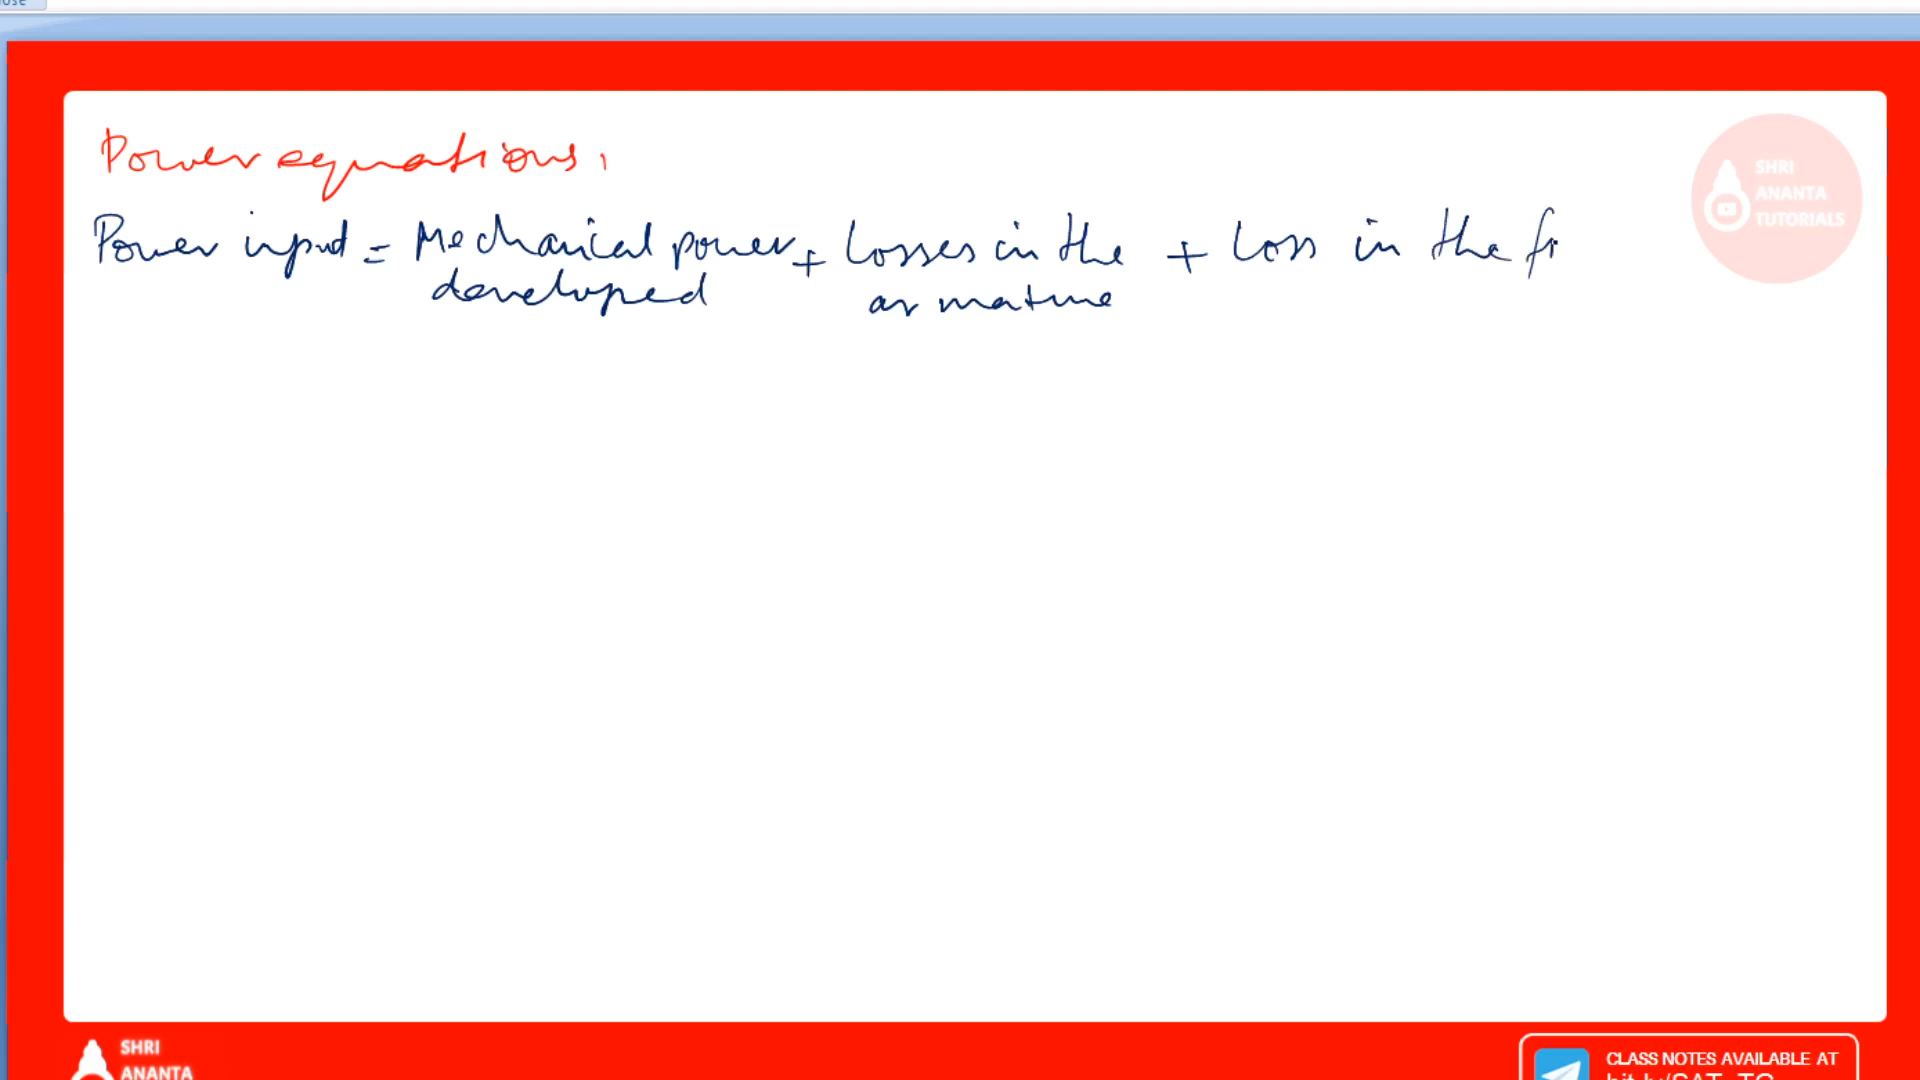 Power equations:
Power input = Mechanical power + Losses in the + Loss in the fi
developed armature
SHRI
ANANTA
TUTORIALS
SHRI
ANANTA
CLASS NOTES AVAILABLE AT